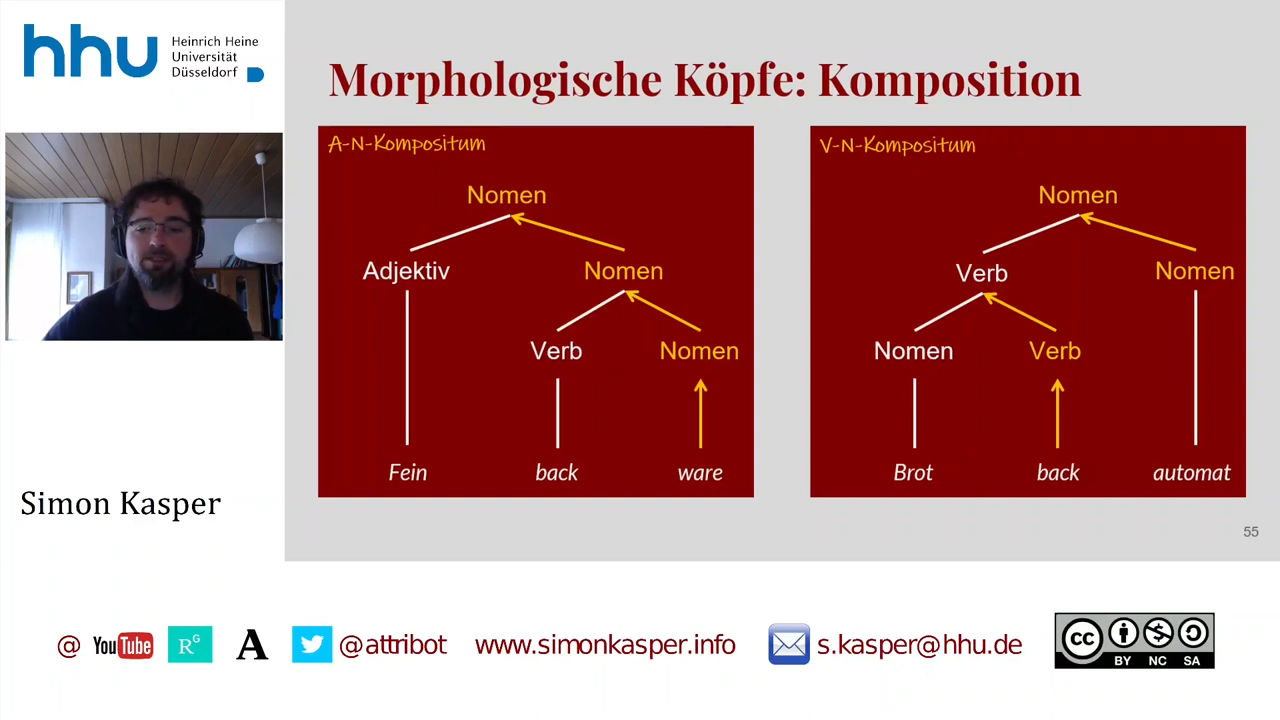 hhu
Heinrich Heine
Universität
Düsseldorf
Morphologische Köpfe: Komposition
A-N-Kompositum
Nomen
Adjektiv
Nomen
Verb
Nomen
Fein
back
ware
V-N-Kompositum
Nomen
Verb
Nomen
Nomen
Verb
Brot
back
automat
Simon Kasper
55
@ YouTube RG A @attribot www.simonkasper.info s.kasper@hhu.de
cc
BY NC SA